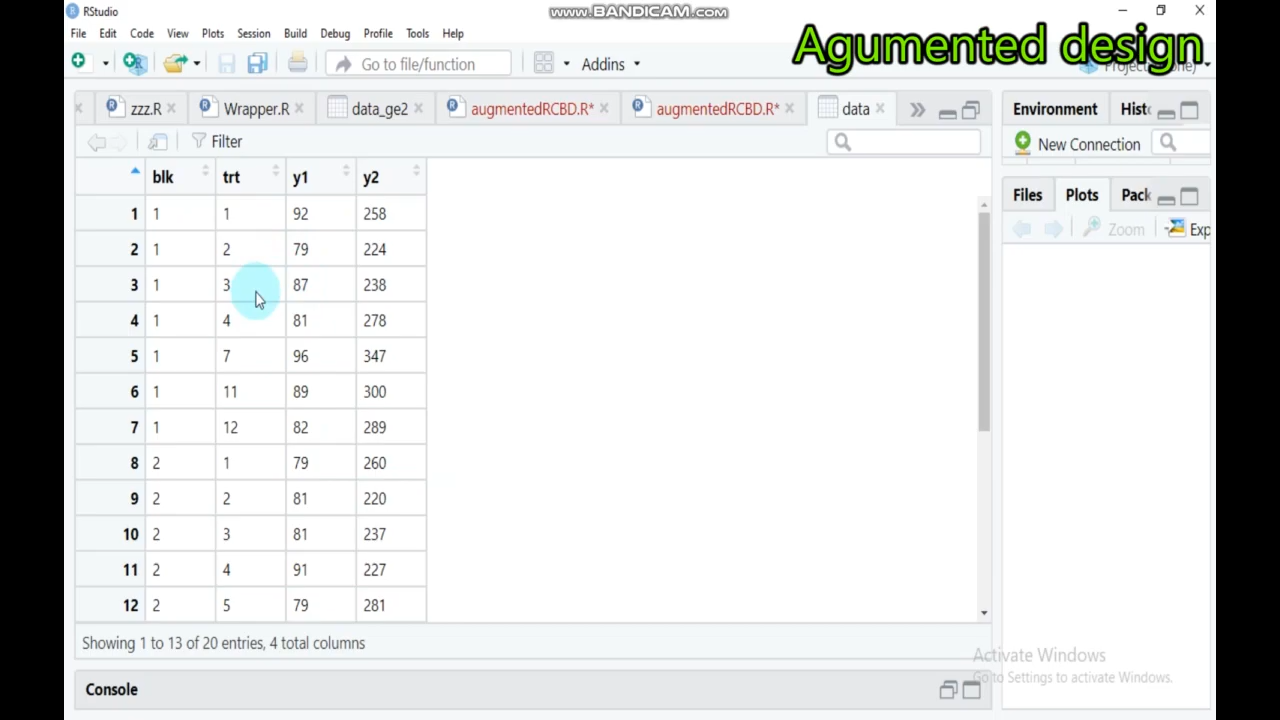 RStudio
www.BANDICAM.com
File Edit Code View Plots Session Build Debug Profile Tools Help
Agumented design
Go to file/function Addins
zzz.R Wrapper.R data_ge2 augmentedRCBD.R* augmentedRCBD.R* data
Environment
Filter
New Connection
blk trt y1 y2
Files Plots
1 1 1 92 258
Zoom
2 1 2 79 224
3 1 3 87 238
4 1 4 81 278
5 1 7 96 347
6 1 11 89 300
7 1 12 82 289
8 2 1 79 260
9 2 2 81 220
10 2 3 81 237
11 2 4 91 227
12 2 5 79 281
Showing 1 to 13 of 20 entries, 4 total columns
Activate Windows
Go to Settings to activate Windows.
Console